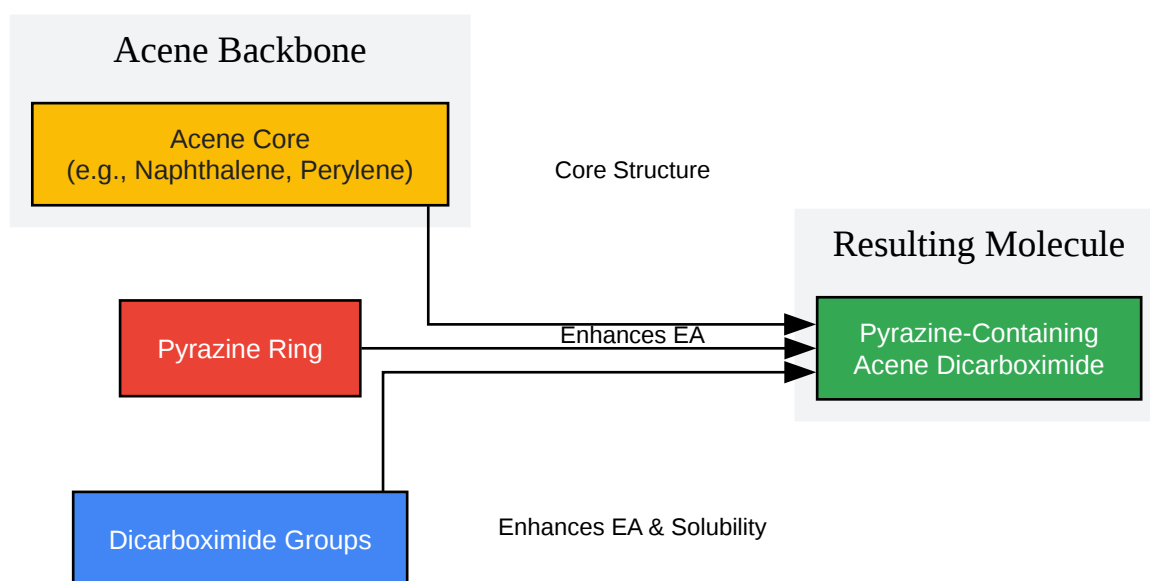 Acene Backbone
Acene Core
(e.g., Naphthalene, Perylene)
Core Structure
Resulting Molecule
Pyrazine Ring
Enhances EA
Pyrazine-Containing
Acene Dicarboximide
Dicarboximide Groups
Enhances EA & Solubility